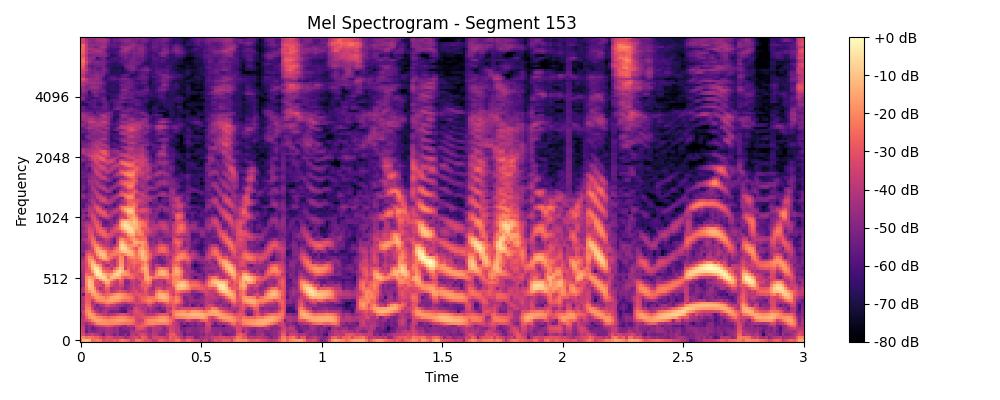 Mel Spectrogram - Segment 153
Frequency
4096
2048
1024
512
0
0
0.5
1
1.5
2
2.5
3
Time
+0 dB
-10 dB
-20 dB
-30 dB
-40 dB
-50 dB
-60 dB
-70 dB
-80 dB